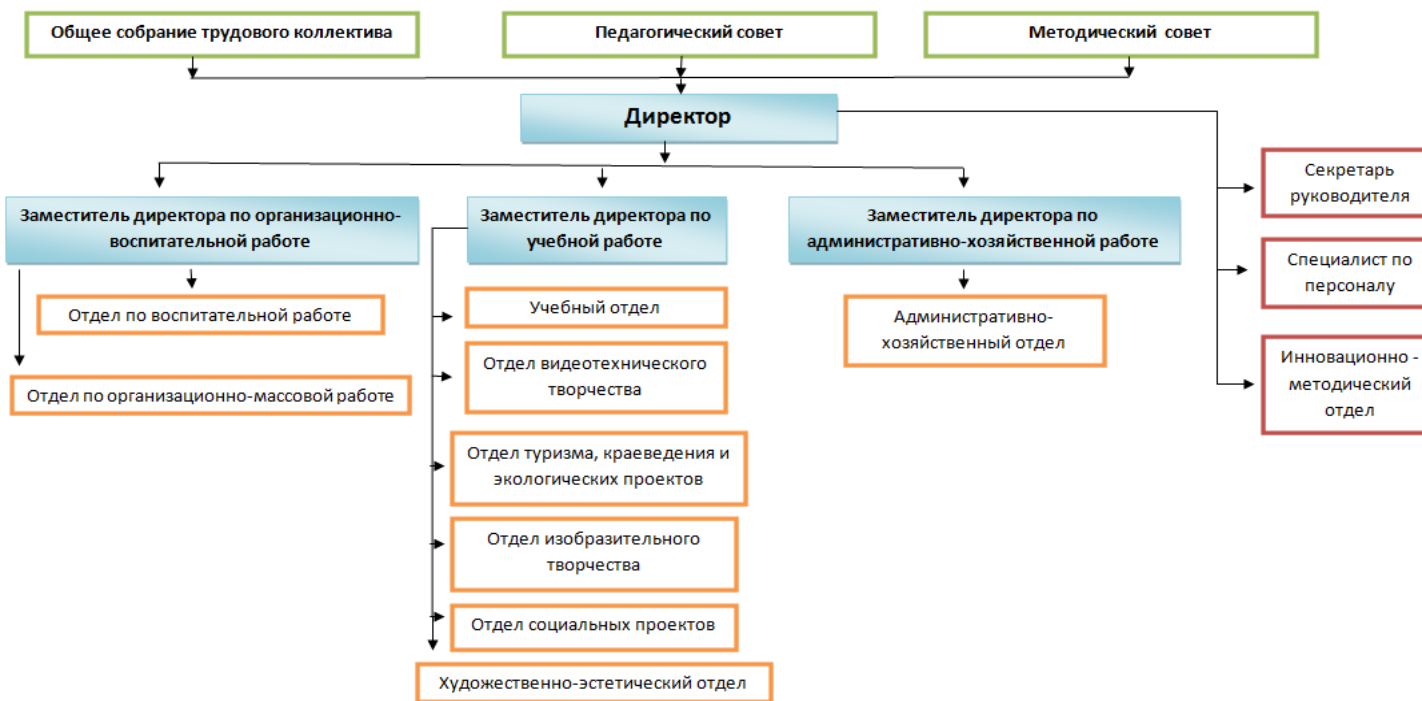 Общее собрание трудового коллектива
Педагогический совет
Методический совет
Директор
Секретарь
руководителя
Заместитель директора по организационно-
воспитательной работе
Заместитель директора по
учебной работе
Заместитель директора по
административно-хозяйственной работе
Специалист по
персоналу
Отдел по воспитательной работе
Учебный отдел
Административно-
хозяйственный отдел
Инновационно -
методический
отдел
Отдел по организационно-массовой работе
Отдел видеотехнического
творчества
Отдел туризма, краеведения и
экологических проектов
Отдел изобразительного
творчества
Отдел социальных проектов
Художественно-эстетический отдел